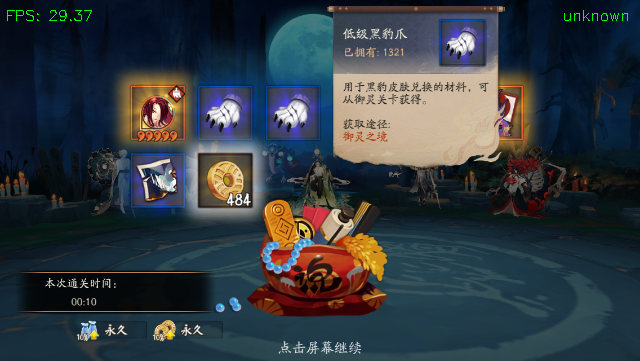 FPS: 29.37
unknown
低级黑豹爪
已拥有: 1321
用于黑豹皮肤兑换的材料，可
从御灵关卡获得。
获取途径:
御灵之境
99999
484
魂
本次通关时间:
00:10
10%
永久
10%
永久
点击屏幕继续